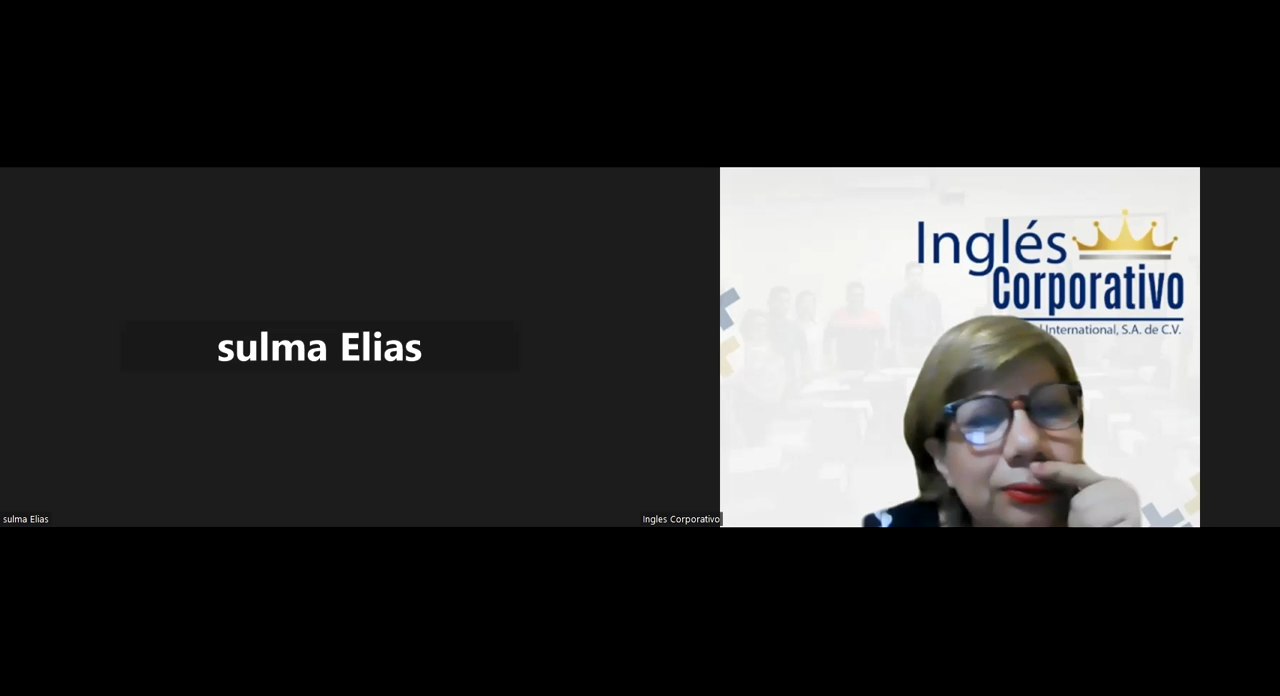 sulma Elias
Inglés
Corporativo
International, S.A. de C.V.
sulma Elias
Ingles Corporativo